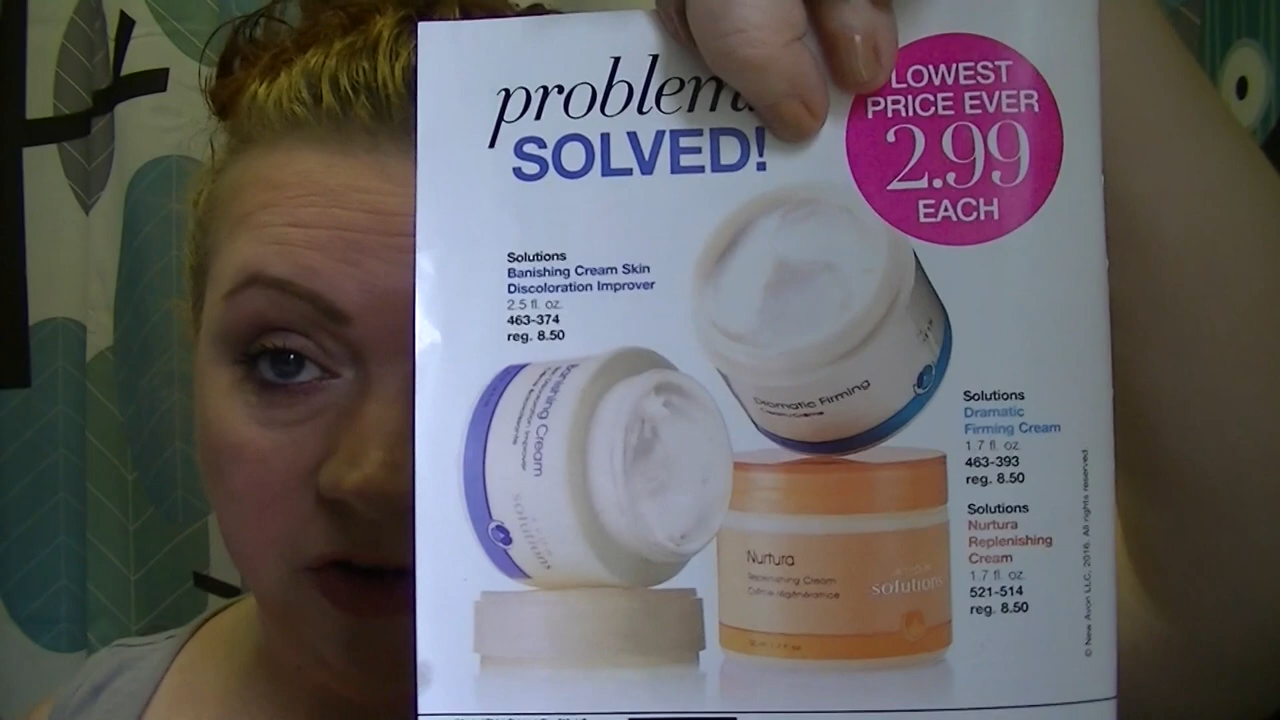 problem
SOLVED!
LOWEST
PRICE EVER
2.99
EACH
Solutions
Banishing Cream Skin
Discoloration Improver
2.5 fl. oz.
463-374
reg. 8.50
Banishing Cream
solutions
Dramatic Firming
Solutions
Dramatic
Firming Cream
1.7 fl. oz.
463-393
reg. 8.50
Solutions
Nurtura
Replenishing
Cream
1.7 fl. oz.
521-514
reg. 8.50
Nurtura
Replenishing Cream
solutions
© New Avon LLC. 2016. All rights reserved